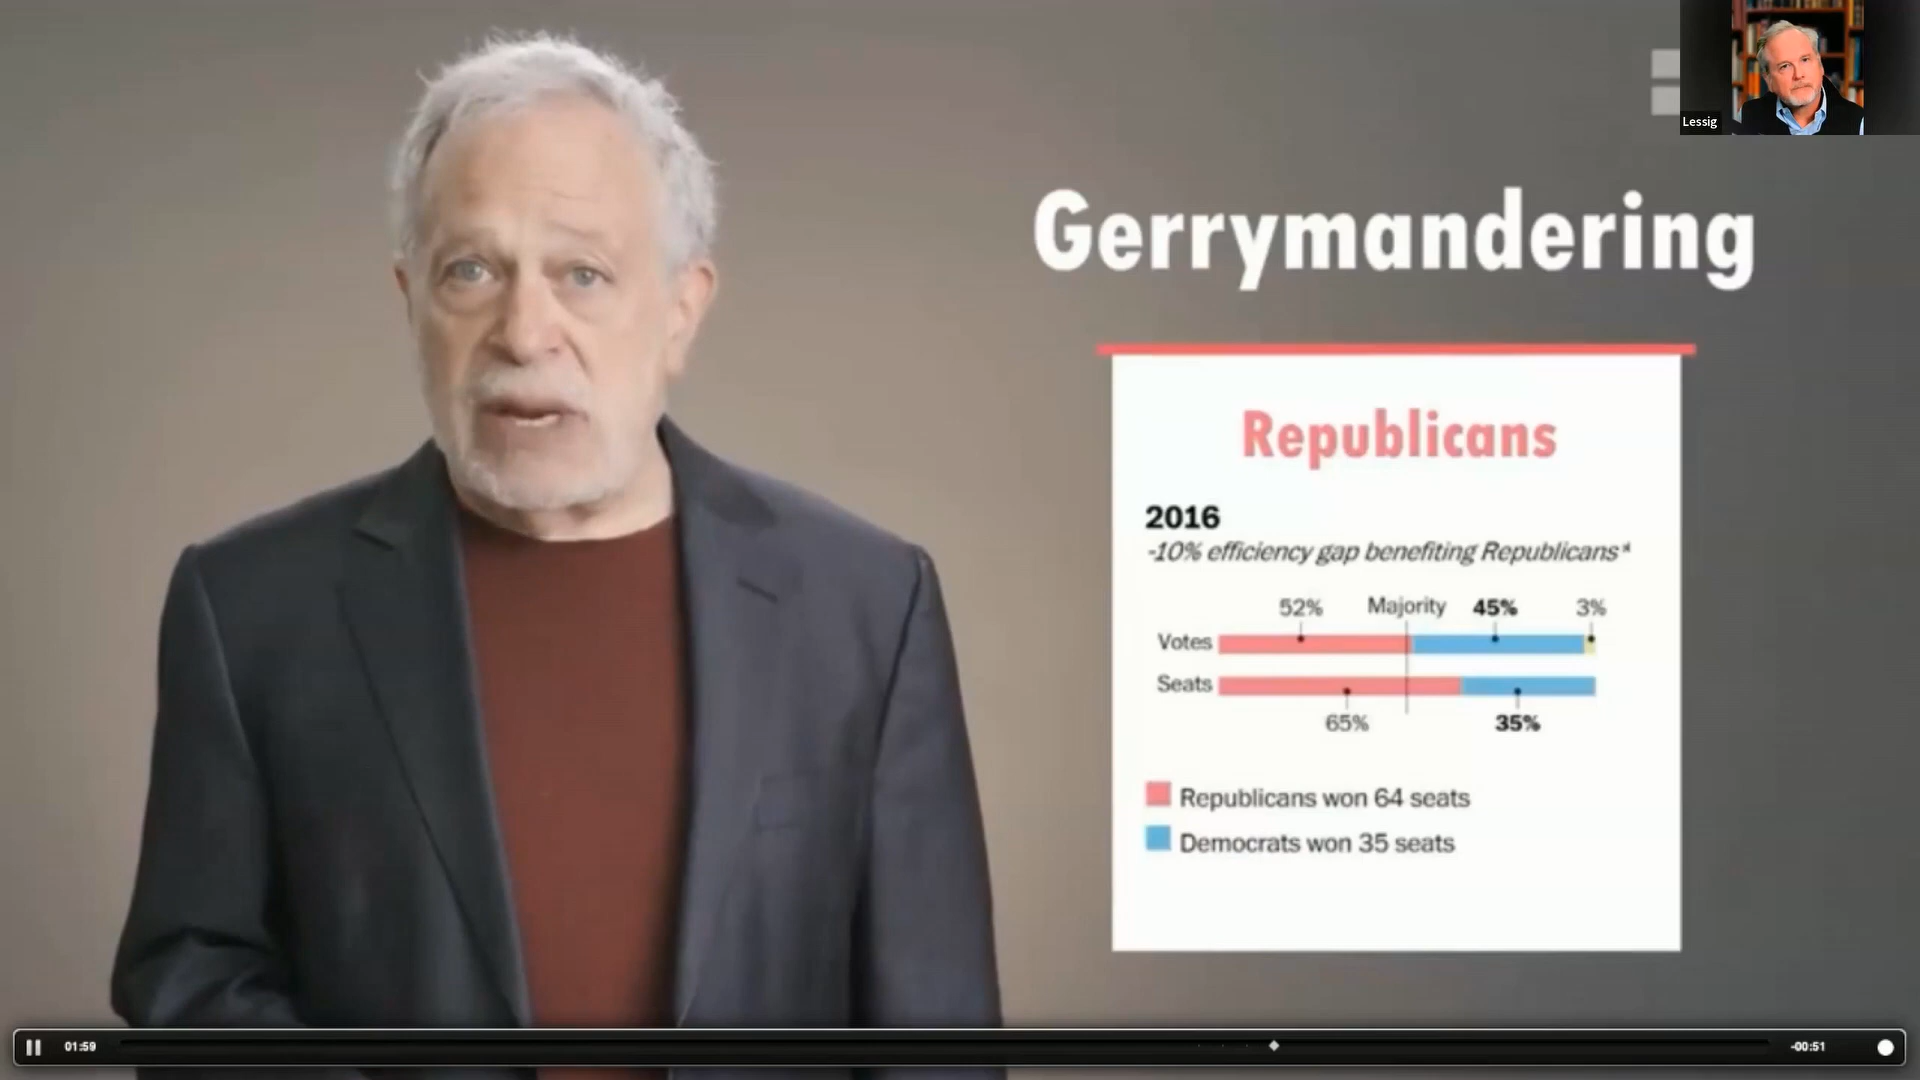 Lessig
Gerrymandering
Republicans
2016
-10% efficiency gap benefiting Republicans*
52% Majority 45% 3%
Votes
Seats
65% 35%
Republicans won 64 seats
Democrats won 35 seats
01:59 -00:51